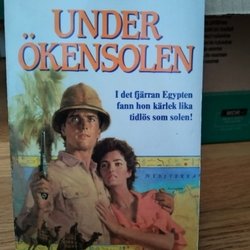 UNDER
ÖKENSOLEN
I det fjärran Egypten
fann hon kärlek lika
tidlös som solen!